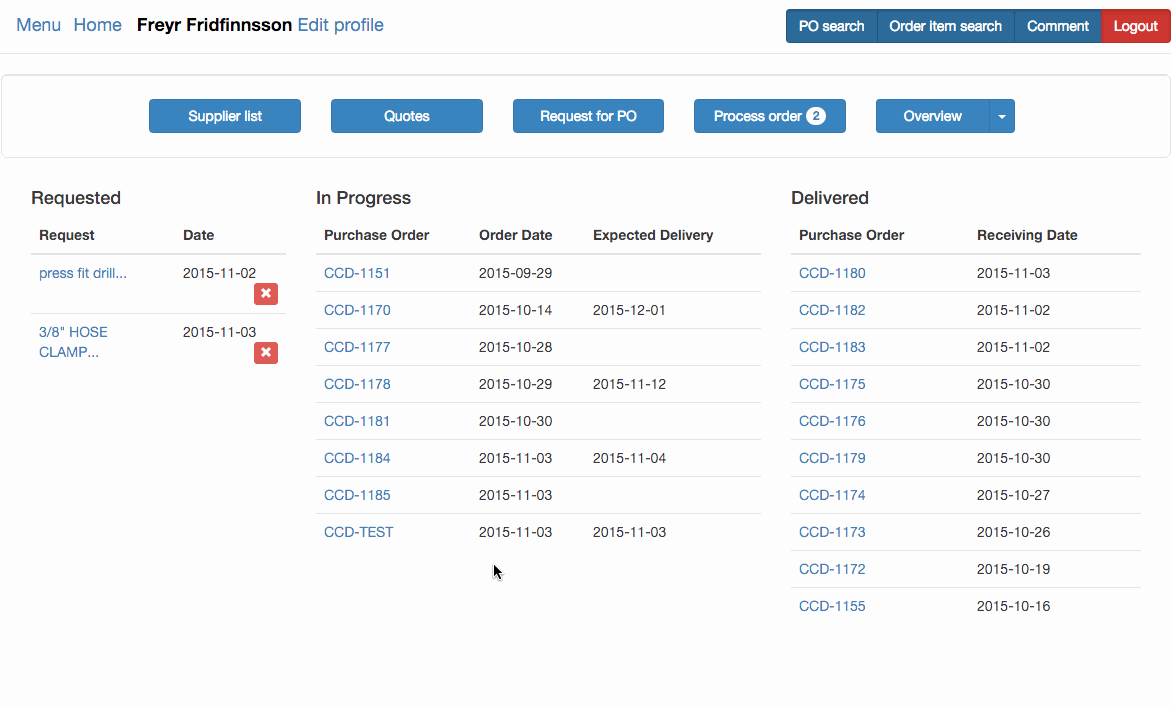 Menu Home Freyr Fridfinnsson Edit profile PO search Order item search Comment Logout
Supplier list Quotes Request for PO Process order 2 Overview
Requested
Request Date
press fit drill... 2015-11-02
3/8" HOSE 2015-11-03
CLAMP...
In Progress
Purchase Order Order Date Expected Delivery
CCD-1151 2015-09-29
CCD-1170 2015-10-14 2015-12-01
CCD-1177 2015-10-28
CCD-1178 2015-10-29 2015-11-12
CCD-1181 2015-10-30
CCD-1184 2015-11-03 2015-11-04
CCD-1185 2015-11-03
CCD-TEST 2015-11-03 2015-11-03
Delivered
Purchase Order Receiving Date
CCD-1180 2015-11-03
CCD-1182 2015-11-02
CCD-1183 2015-11-02
CCD-1175 2015-10-30
CCD-1176 2015-10-30
CCD-1179 2015-10-30
CCD-1174 2015-10-27
CCD-1173 2015-10-26
CCD-1172 2015-10-19
CCD-1155 2015-10-16